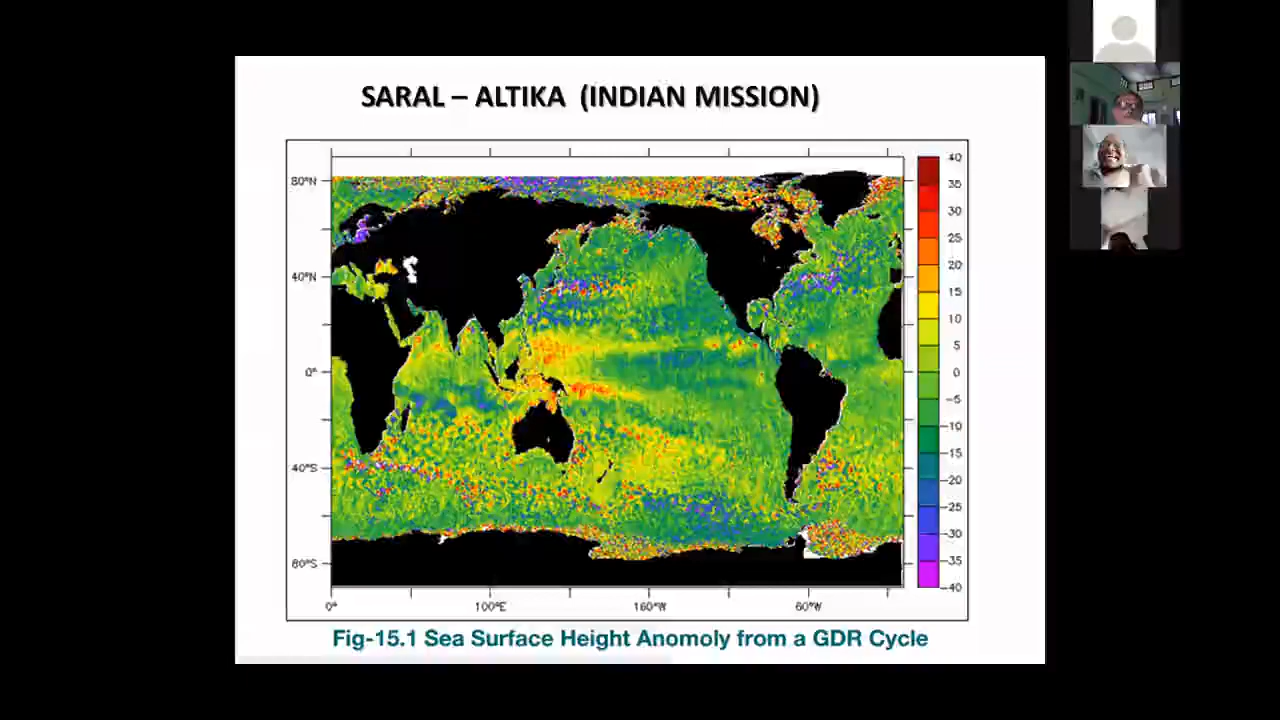 SARAL – ALTIKA (INDIAN MISSION)
80°N
40°N
0°
40°S
80°S
0°
100°E
160°W
60°W
40
35
30
25
20
15
10
5
0
-5
-10
-15
-20
-25
-30
-35
-40
Fig-15.1 Sea Surface Height Anomoly from a GDR Cycle